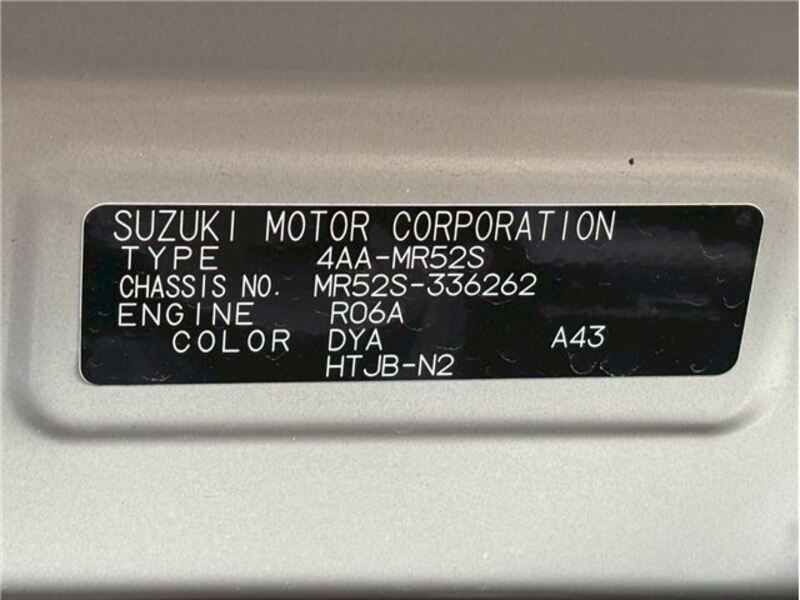 SUZUKI MOTOR CORPORATION
TYPE 4AA-MR52S
CHASSIS NO. MR52S-336262
ENGINE R06A
COLOR DYA A43
HTJB-N2